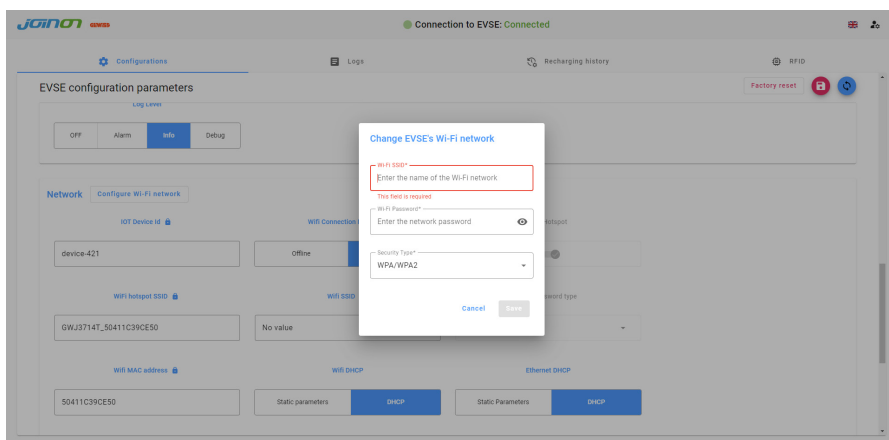 JOINON GEWISS
Connection to EVSE: Connected
Configurations
Logs
Recharging history
RFID
EVSE configuration parameters
Factory reset
Log Level
OFF
Alarm
Info
Debug
Change EVSE's Wi-Fi network
Wi-Fi SSID*
Enter the name of the Wi-Fi network
This field is required
Wi-Fi Password*
Enter the network password
Security Type*
WPA/WPA2
Cancel
Save
Network
Configure Wi-Fi network
IOT Device Id
Wifi Connection
Hotspot
device-421
Offline
WiFi hotspot SSID
Wifi SSID
word type
GWJ3714T_50411C39CE50
No value
Wifi MAC address
Wifi DHCP
Ethernet DHCP
50411C39CE50
Static parameters
DHCP
Static Parameters
DHCP